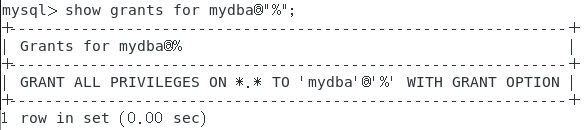 mysql> show grants for mydba@"%";
+------------------------------------------------------------+
| Grants for mydba@%                                         |
+------------------------------------------------------------+
| GRANT ALL PRIVILEGES ON *.* TO 'mydba'@'%' WITH GRANT OPTION |
+------------------------------------------------------------+
1 row in set (0.00 sec)